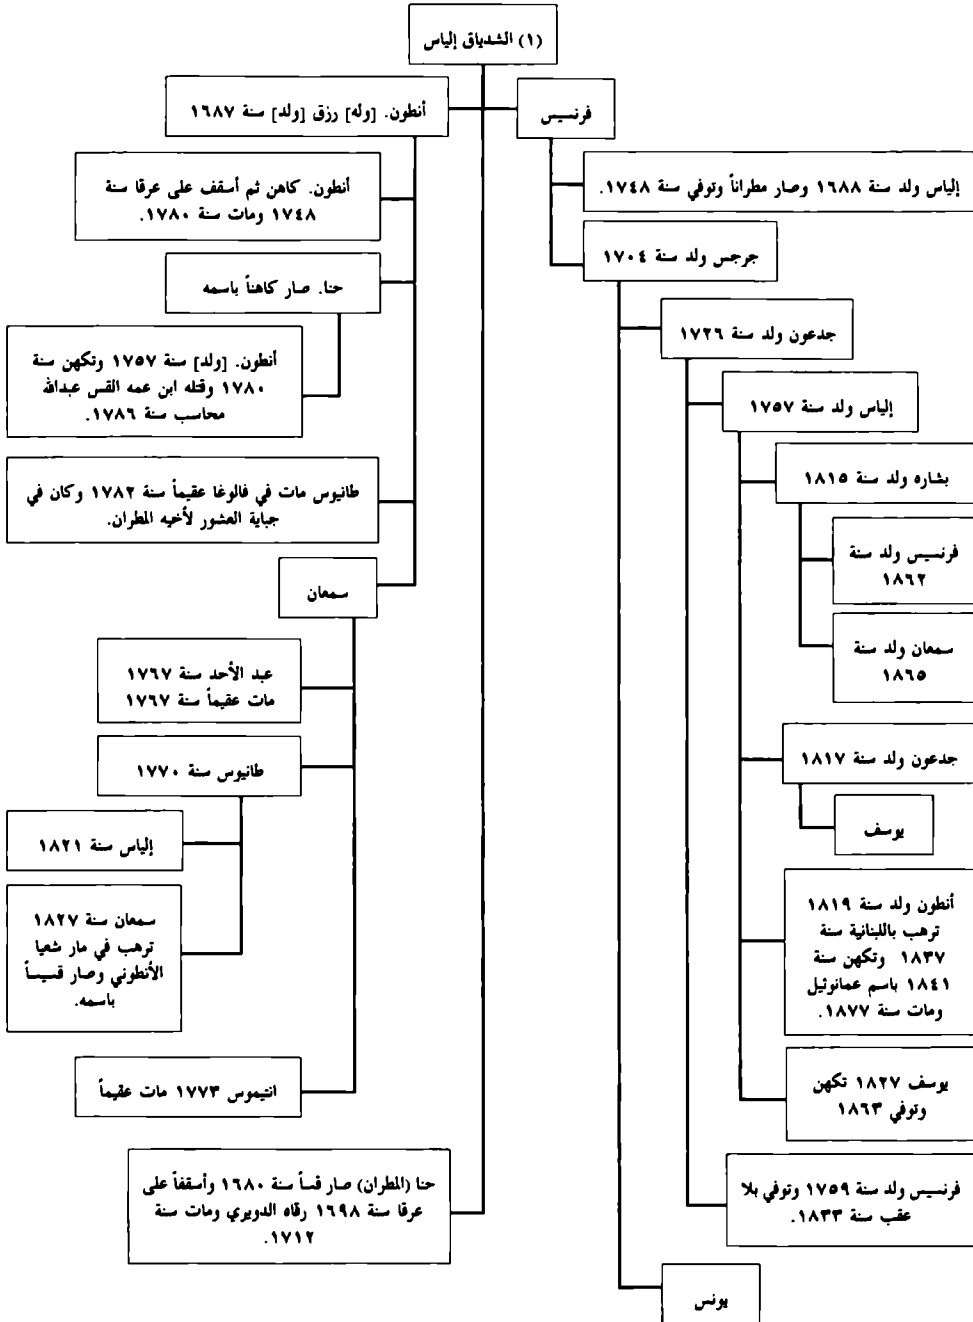 (١) الشدياق إلياس
فرنسيس
إلياس ولد سنة ١٦٨٨ وصار مطراناً وتوفي سنة ١٧٤٨.
جرجس ولد سنة ١٧٠٤
جدعون ولد سنة ١٧٢٦
إلياس ولد سنة ١٧٥٧
بشاره ولد سنة ١٨١٥
فرنسيس ولد سنة
١٨٦٢
سمعان ولد سنة
١٨٦٥
جدعون ولد سنة ١٨١٧
يوسف
أنطون ولد سنة ١٨١٩
ترهب باللبنانية سنة
١٨٣٧ وتكهن سنة
١٨٤١ باسم عمانوئيل
ومات سنة ١٨٧٧.
يوسف ١٨٢٧ تكهن
وتوفي ١٨٦٣
فرنسيس ولد سنة ١٧٥٩ وتوفي بلا
عقب سنة ١٨٣٣.
يونس
أنطون. [وله] رزق [ولد] سنة ١٦٨٧
أنطون. كاهن ثم أسقف على عرقا سنة
١٧٤٨ ومات سنة ١٧٨٠.
حنا. صار كاهناً باسمه
أنطون. [ولد] سنة ١٧٥٧ وتكهن سنة
١٧٨٠ وقتله ابن عمه القس عبدالله
محاسب سنة ١٧٨٦.
طانيوس مات في فالوغا عقيماً سنة ١٧٨٢ وكان في
جباية العشور لأخيه المطران.
سمعان
عبد الأحد سنة ١٧٦٧
مات عقيماً سنة ١٧٦٧
طانيوس سنة ١٧٧٠
إلياس سنة ١٨٢١
سمعان سنة ١٨٢٧
ترهب في مار شعيا
الأنطوني وصار قسيساً
باسمه.
انتيموس ١٧٧٣ مات عقيماً
حنا (المطران) صار قساً سنة ١٦٨٠ وأسقفاً على
عرقا سنة ١٦٩٨ رقاه الدويري ومات سنة
١٧١٢.